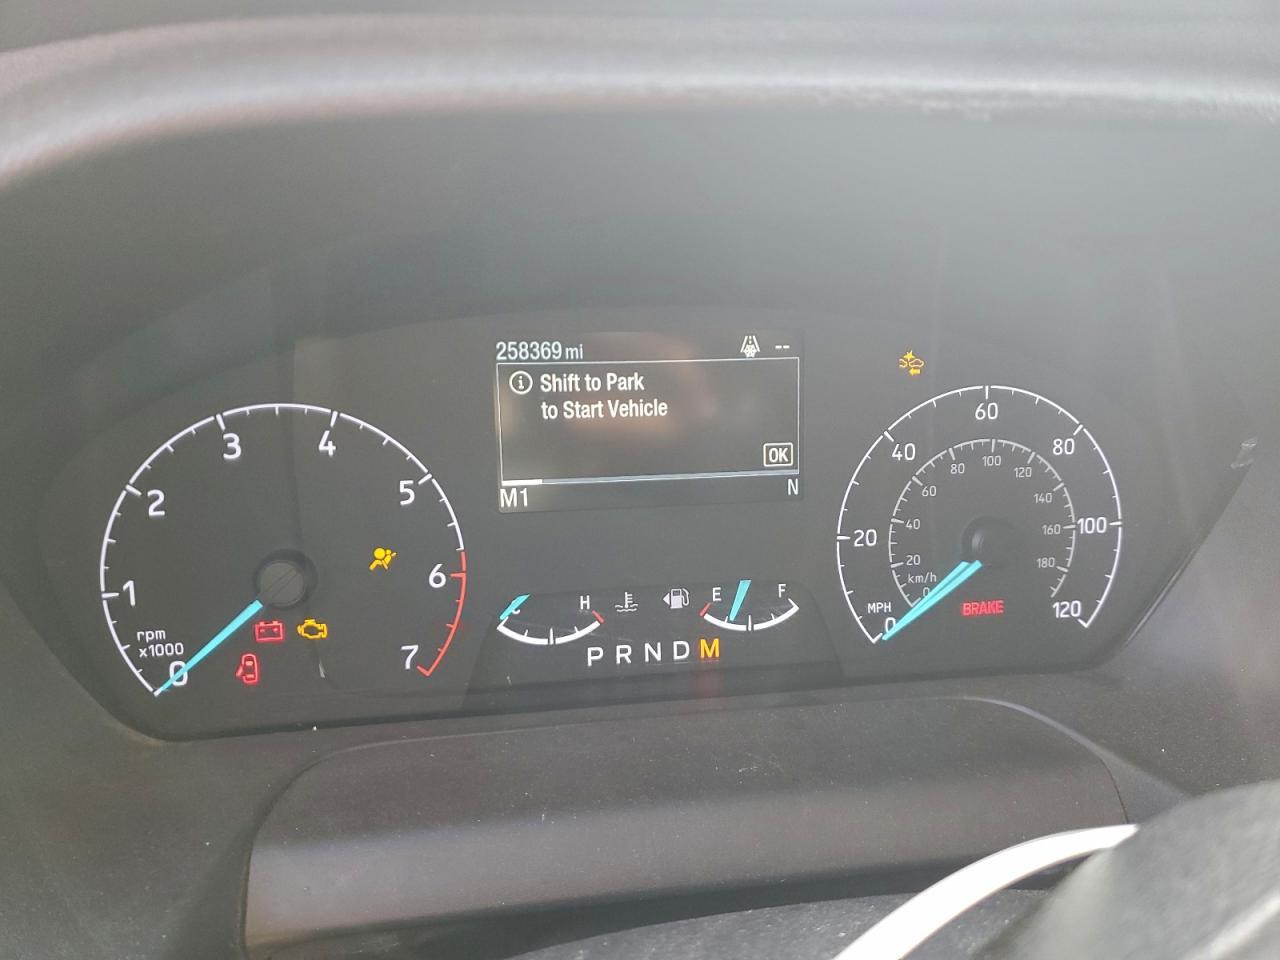 258369 mi --
i Shift to Park
to Start Vehicle
OK
M1 N
0 1 2 3 4 5 6 7
rpm
x1000
C H
E F
P R N D M
0 20 40 60 80 100 120
MPH
0 20 40 60 80 100 120 140 160 180
km/h
BRAKE